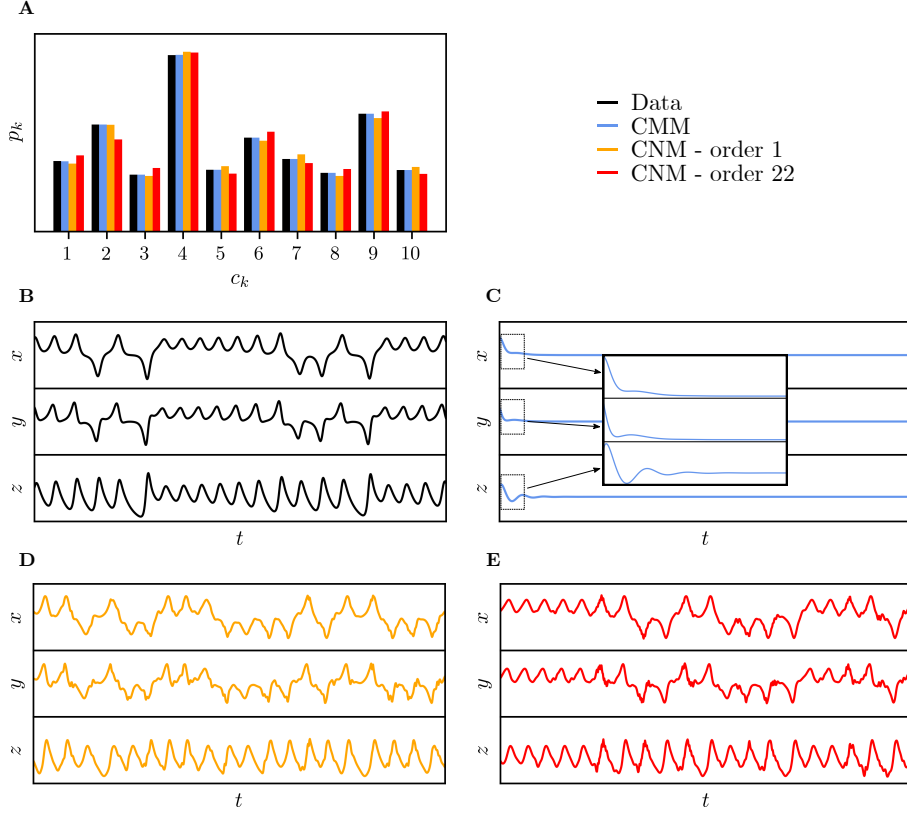 A
p_k
1 2 3 4 5 6 7 8 9 10
c_k
Data
CMM
CNM - order 1
CNM - order 22
B
x
y
z
t
C
x
y
z
t
D
x
y
z
t
E
x
y
z
t